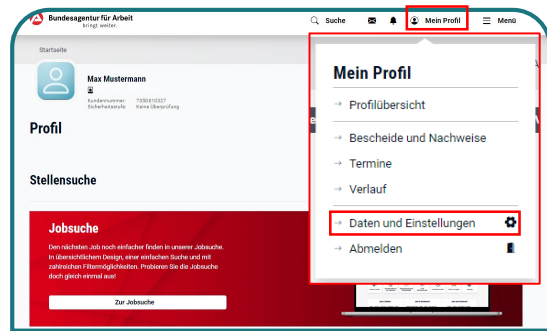 Bundesagentur für Arbeit
bringt weiter.
Suche
Mein Profil
Menü
Startseite
Max Mustermann
Kundennummer: 733D410327
Sicherheitsstufe: Keine Überprüfung
Profil
Stellensuche
Jobsuche
Den nächsten Job noch einfacher finden in unserer Jobsuche.
In übersichtlichem Design, einer einfachen Suche und mit
zahlreichen Filtermöglichkeiten. Probieren Sie die Jobsuche
doch gleich einmal aus!
Zur Jobsuche
Mein Profil
→ Profilübersicht
→ Bescheide und Nachweise
→ Termine
→ Verlauf
→ Daten und Einstellungen
→ Abmelden